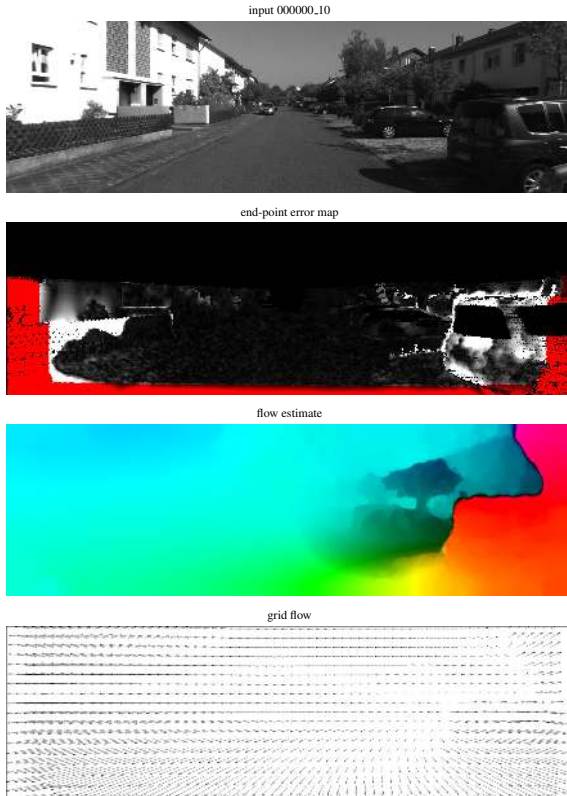 input 000000_10
end-point error map
flow estimate
grid flow